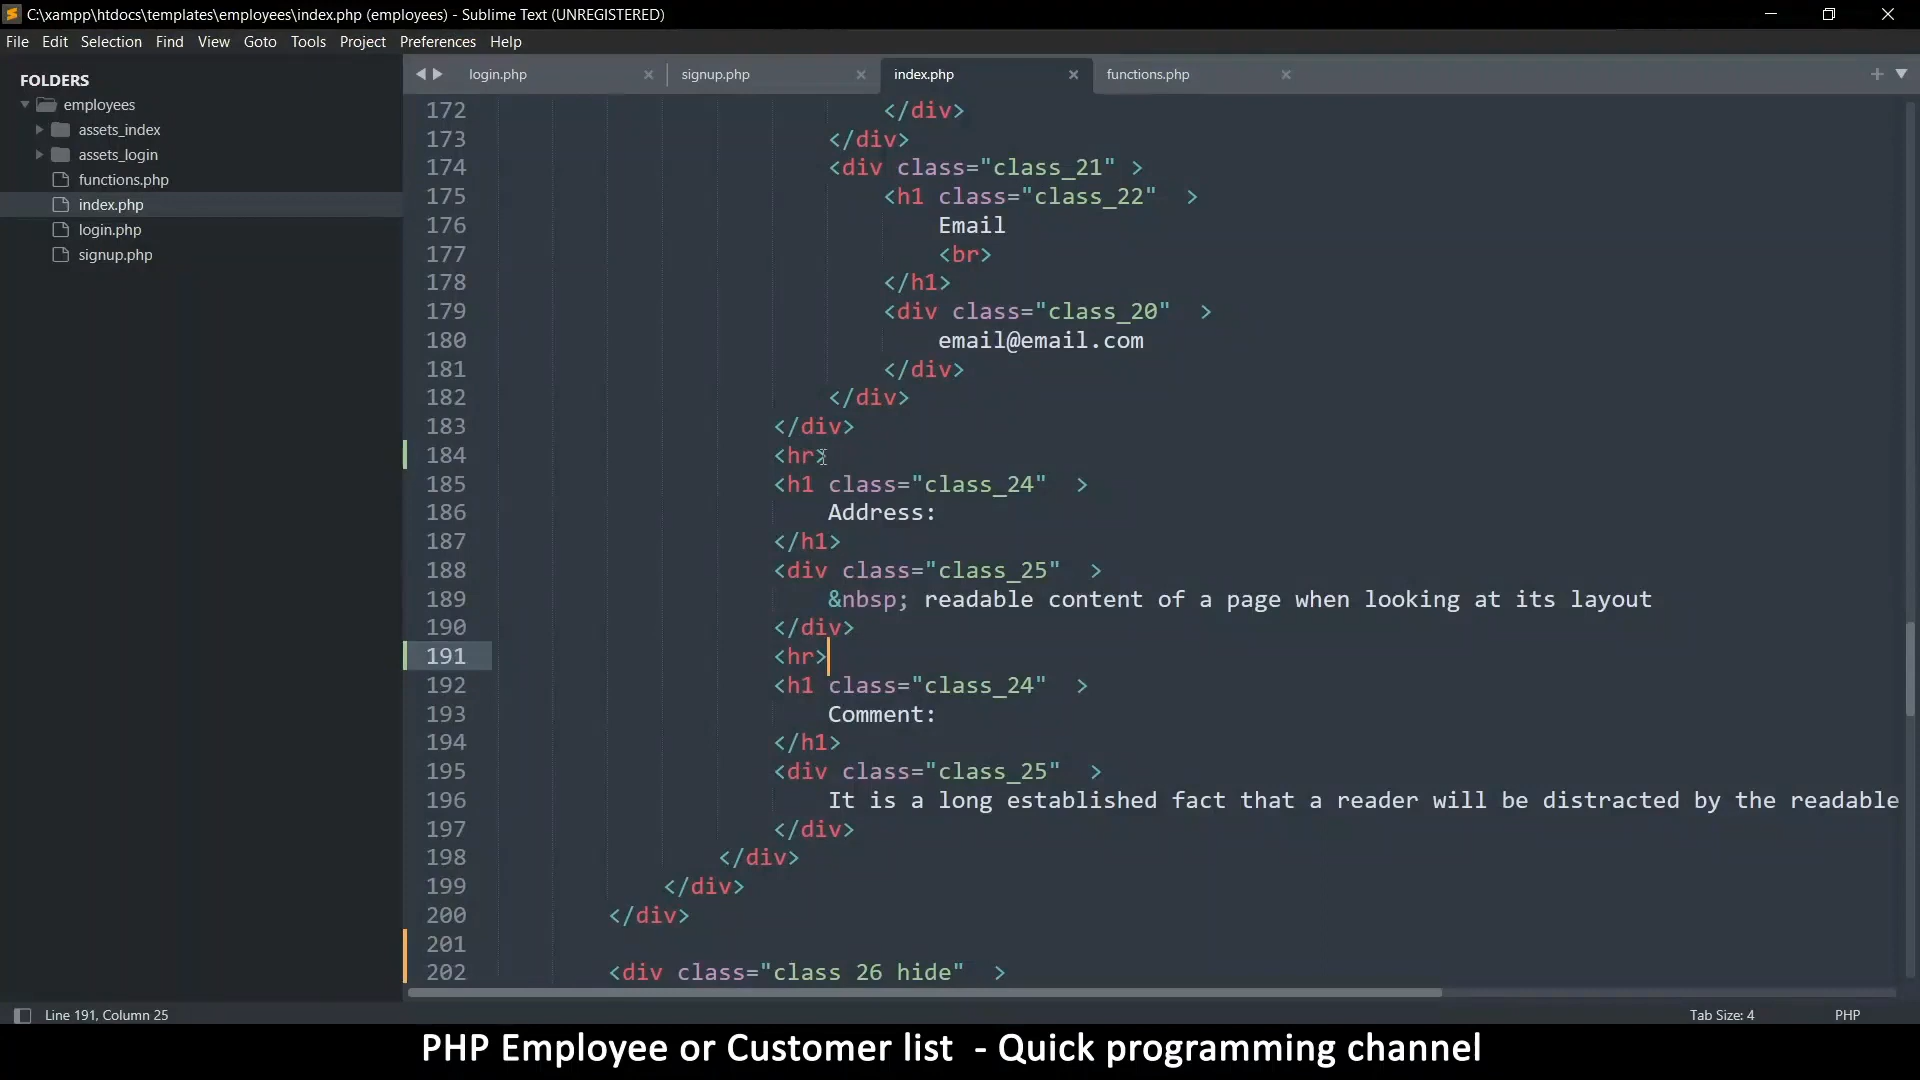 C:\xampp\htdocs\templates\employees\index.php (employees) - Sublime Text (UNREGISTERED)
File Edit Selection Find View Goto Tools Project Preferences Help
FOLDERS
employees
assets_index
assets_login
functions.php
index.php
login.php
signup.php
login.php × signup.php × index.php × functions.php ×
172 </div>
173 </div>
174 <div class="class_21" >
175 <h1 class="class_22"  >
176 Email
177 <br>
178 </h1>
179 <div class="class_20"  >
180 email@email.com
181 </div>
182 </div>
183 </div>
184 <hr>
185 <h1 class="class_24"  >
186 Address:
187 </h1>
188 <div class="class_25"  >
189 &nbsp; readable content of a page when looking at its layout
190 </div>
191 <hr>
192 <h1 class="class_24"  >
193 Comment:
194 </h1>
195 <div class="class_25"  >
196 It is a long established fact that a reader will be distracted by the readable
197 </div>
198 </div>
199 </div>
200 </div>
201
202 <div class="class_26 hide"  >
Line 191, Column 25
Tab Size: 4
PHP
PHP Employee or Customer list - Quick programming channel